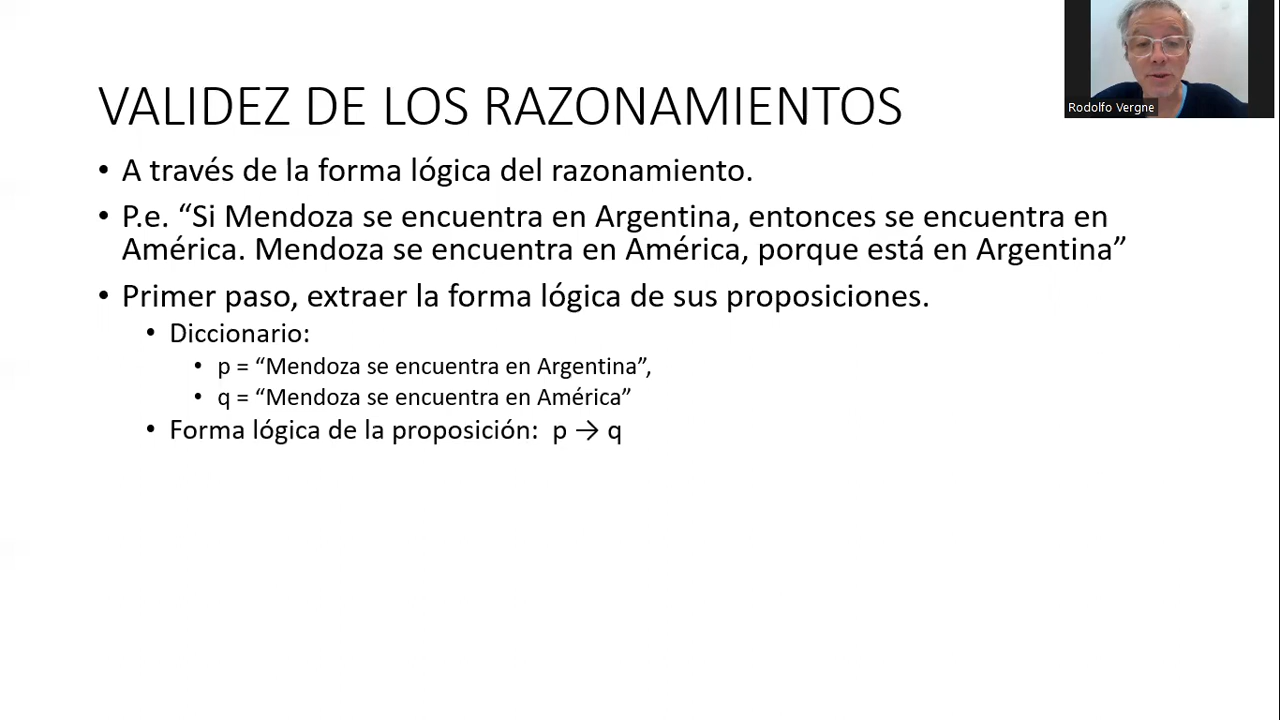 VALIDEZ DE LOS RAZONAMIENTOS
Rodolfo Vergne
• A través de la forma lógica del razonamiento.
• P.e. “Si Mendoza se encuentra en Argentina, entonces se encuentra en
América. Mendoza se encuentra en América, porque está en Argentina”
• Primer paso, extraer la forma lógica de sus proposiciones.
• Diccionario:
• p = “Mendoza se encuentra en Argentina”,
• q = “Mendoza se encuentra en América”
• Forma lógica de la proposición: p → q